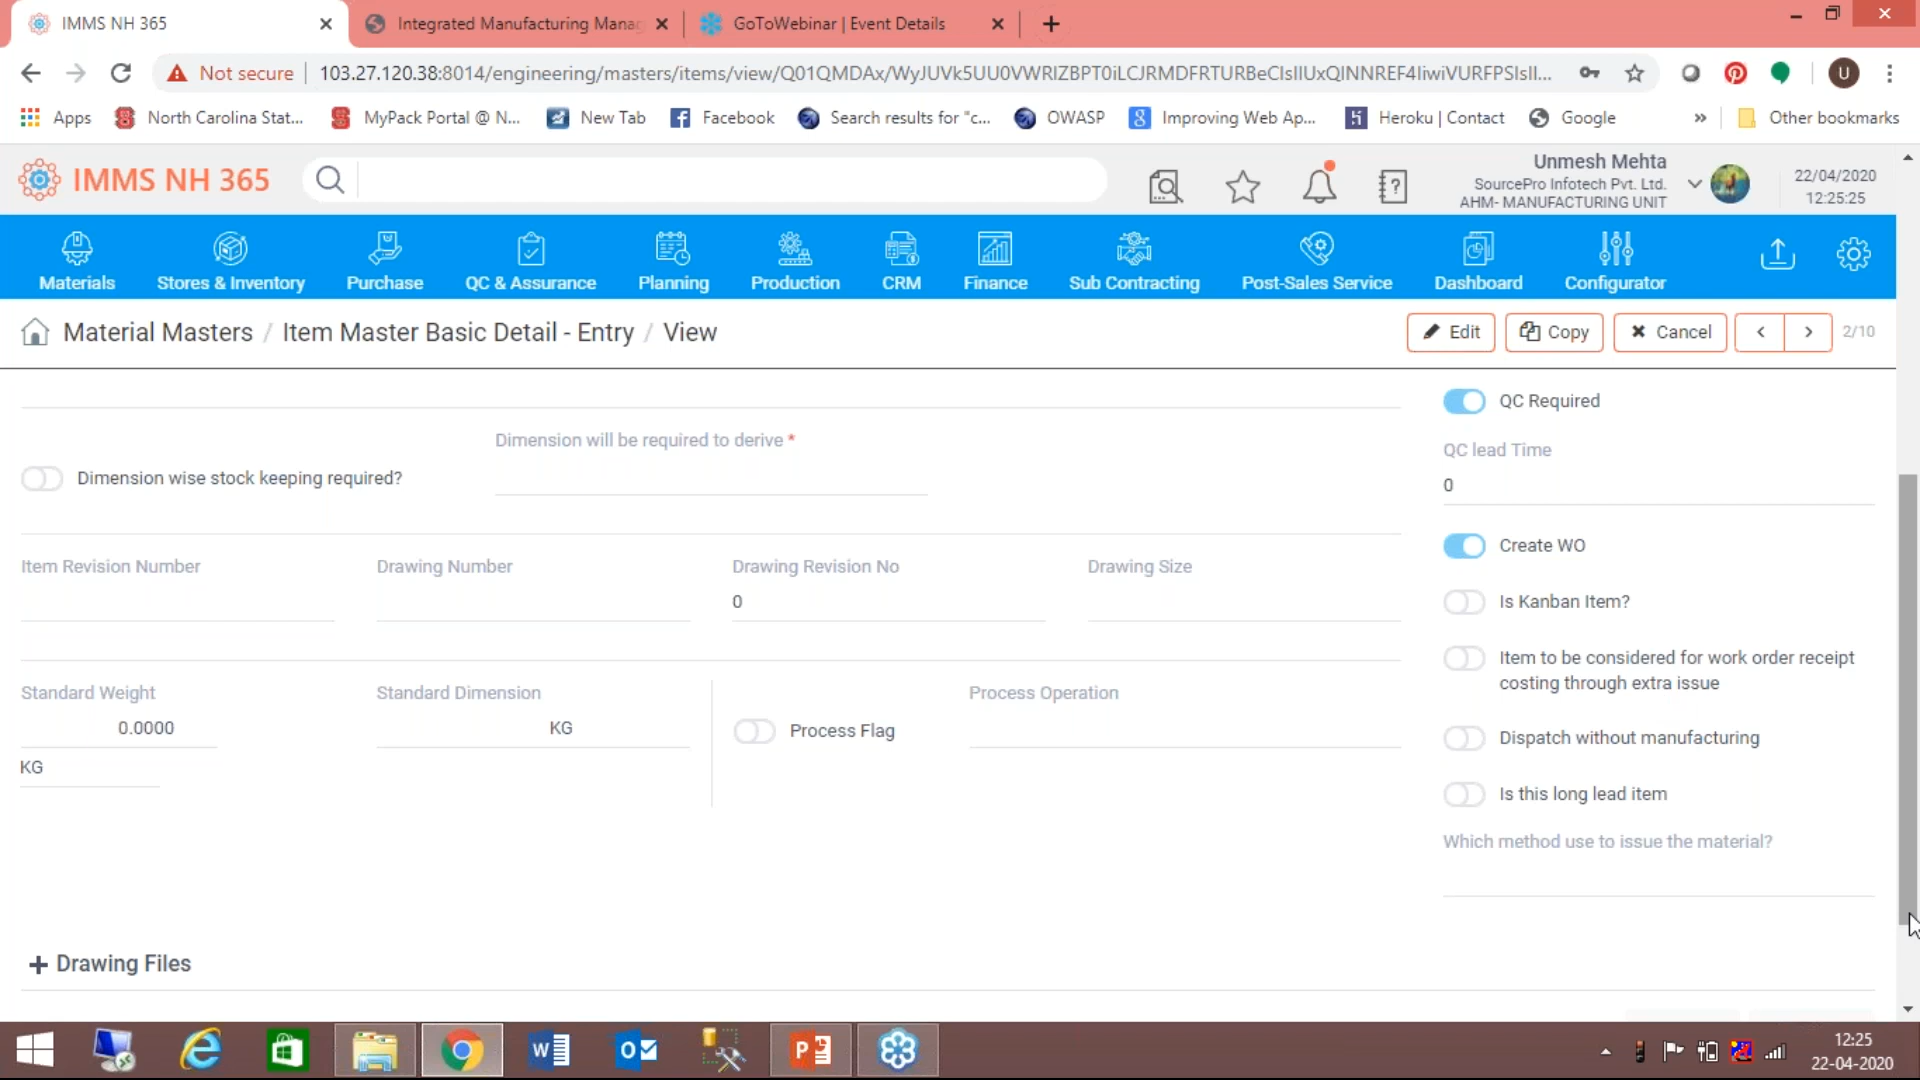 IMMS NH 365
Integrated Manufacturing Mana
GoToWebinar | Event Details
Not secure
103.27.120.38:8014/engineering/masters/items/view/Q01QMDAx/WyJUVk5UU0VWRlZBPT0iLCJRMDFRTURBeCIsIlUxQlNNREF4IiwiVURFPSIsIl...
U
Apps
North Carolina Stat...
MyPack Portal @ N...
New Tab
Facebook
Search results for "c...
OWASP
Improving Web Ap...
Heroku | Contact
Google
»
Other bookmarks
IMMS NH 365
Unmesh Mehta
SourcePro Infotech Pvt. Ltd.
AHM- MANUFACTURING UNIT
22/04/2020
12:25:25
Materials
Stores & Inventory
Purchase
QC & Assurance
Planning
Production
CRM
Finance
Sub Contracting
Post-Sales Service
Dashboard
Configurator
Material Masters / Item Master Basic Detail - Entry / View
Edit
Copy
Cancel
2/10
Dimension wise stock keeping required?
Dimension will be required to derive *
Item Revision Number
Drawing Number
Drawing Revision No
0
Drawing Size
Standard Weight
0.0000
KG
Standard Dimension
KG
Process Flag
Process Operation
QC Required
QC lead Time
0
Create WO
Is Kanban Item?
Item to be considered for work order receipt
costing through extra issue
Dispatch without manufacturing
Is this long lead item
Which method use to issue the material?
+ Drawing Files
12:25
22-04-2020